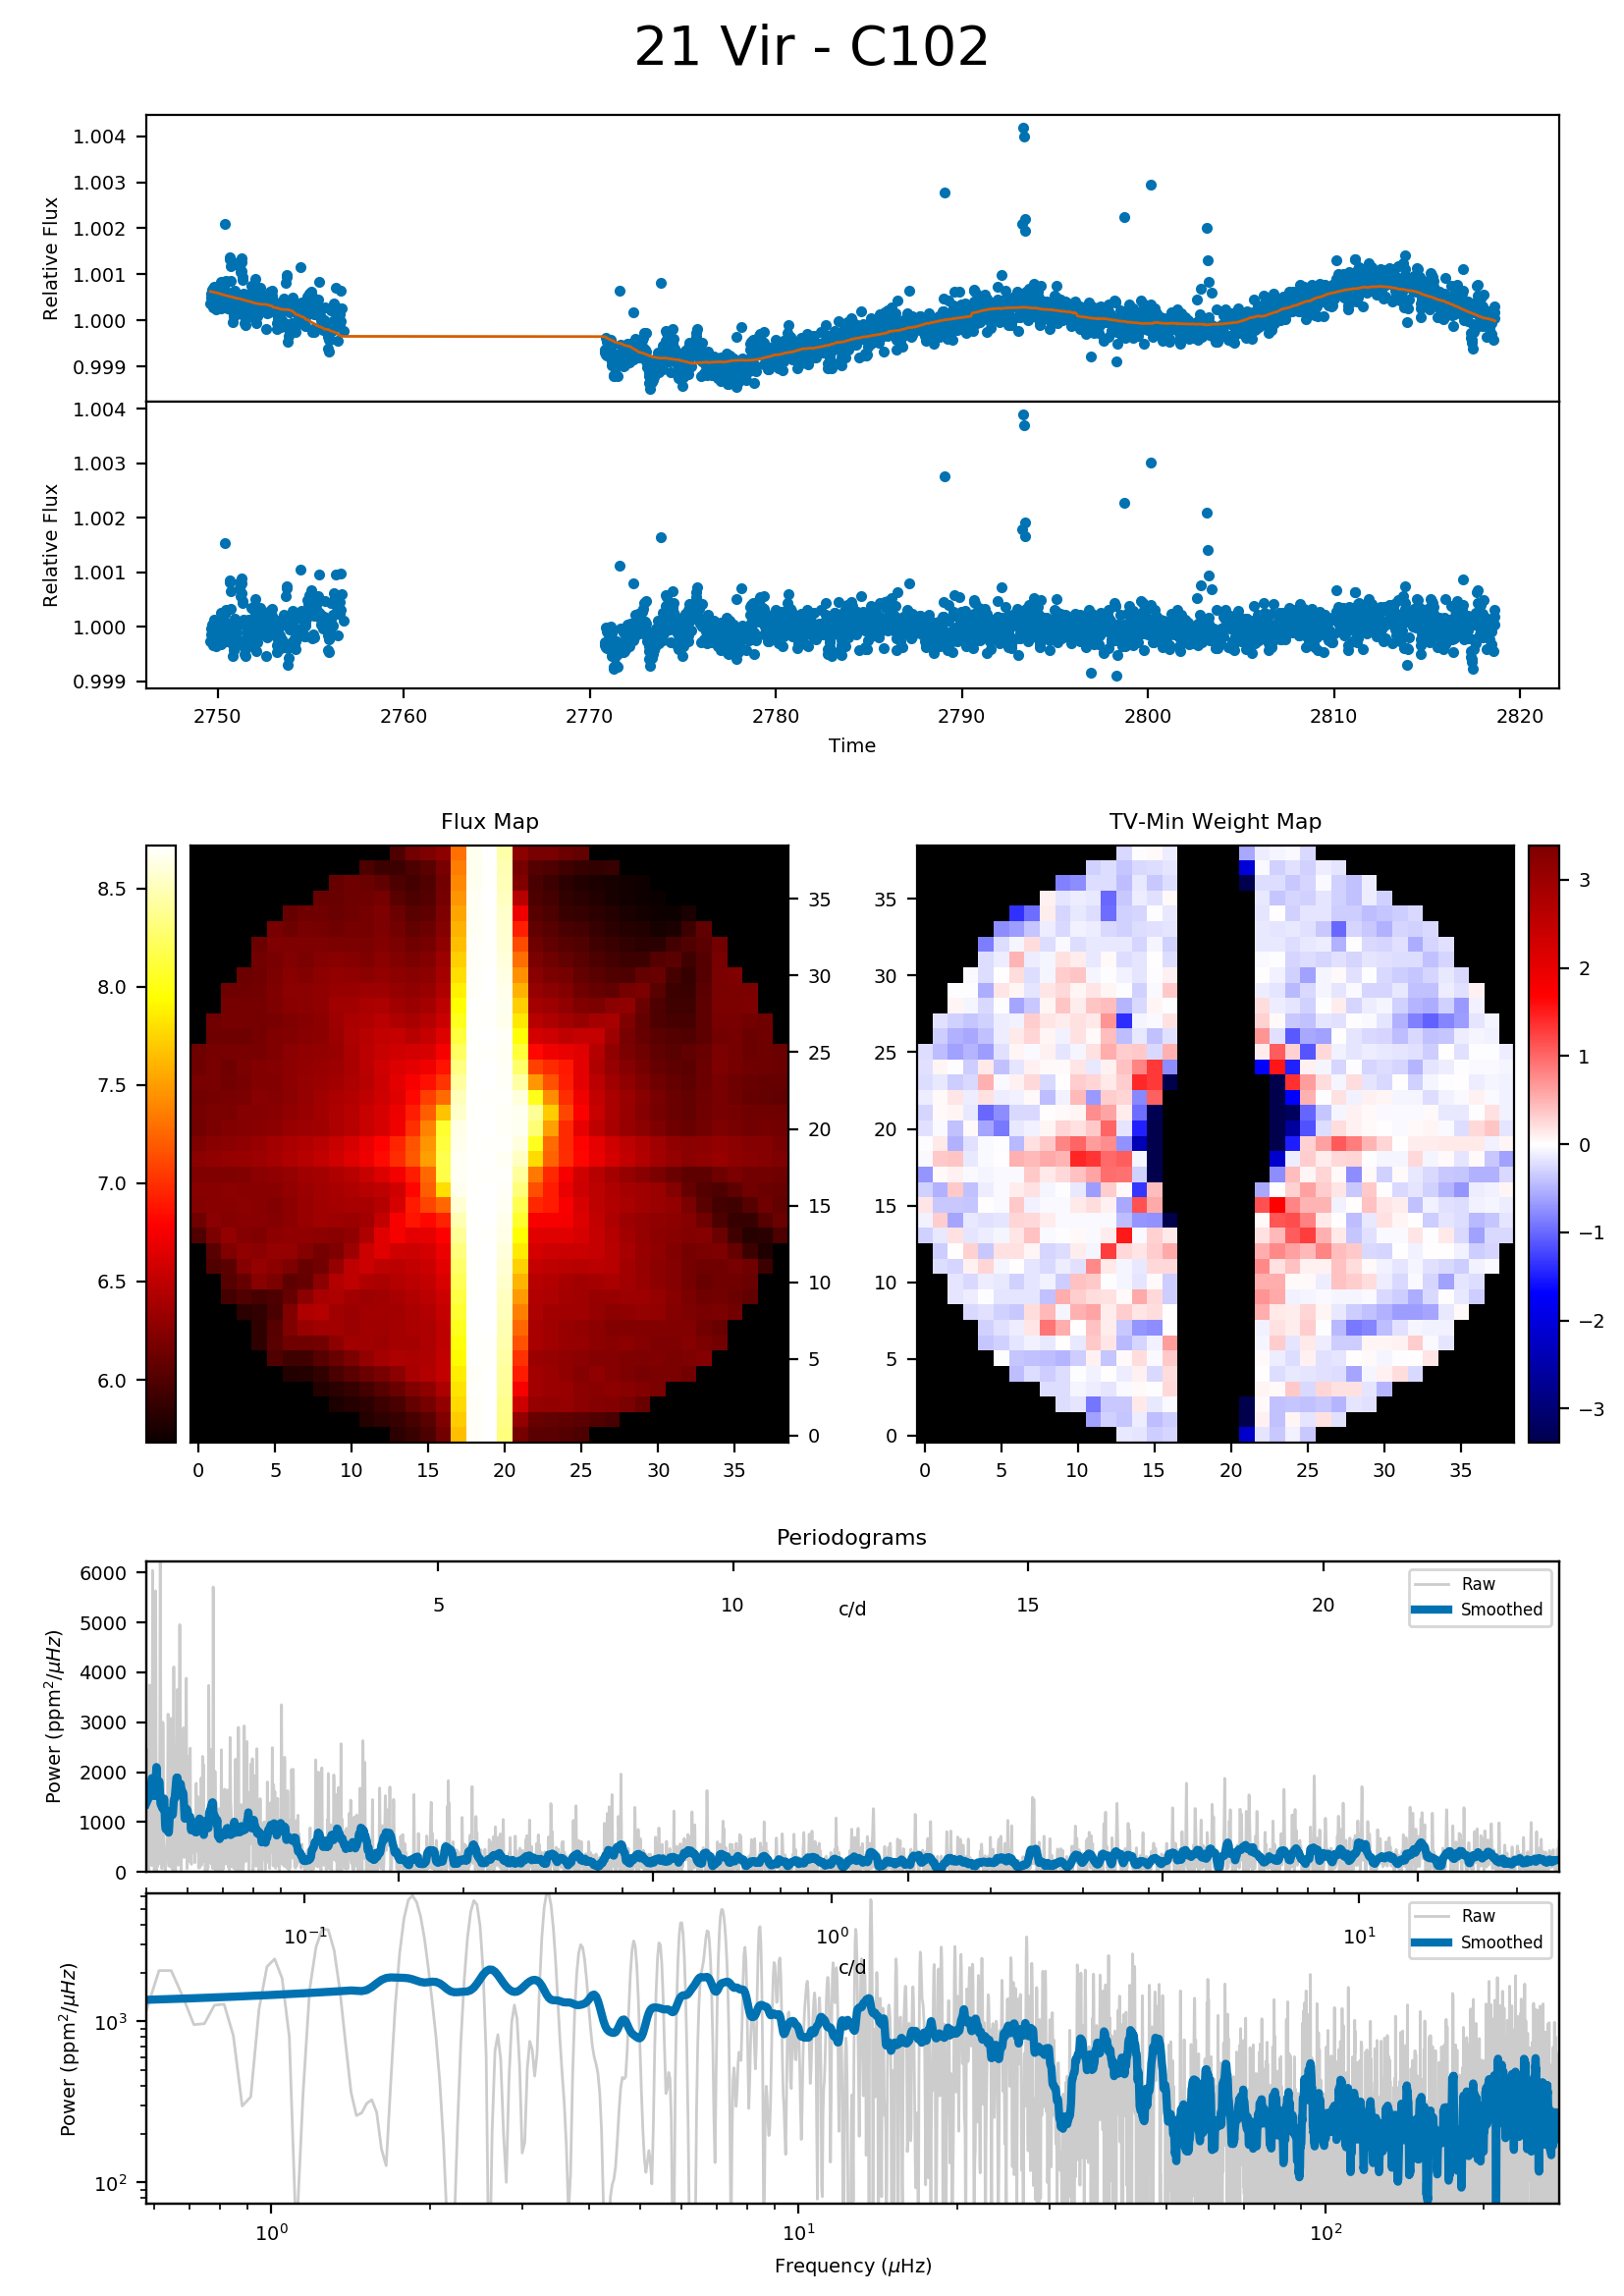 21 Vir - C102
1.004
1.003
1.002
1.001
1.000
0.999
Relative Flux
1.004
1.003
1.002
1.001
1.000
0.999
Relative Flux
2750 2760 2770 2780 2790 2800 2810 2820
Time
Flux Map
8.5
8.0
7.5
7.0
6.5
6.0
35
30
25
20
15
10
5
0
0 5 10 15 20 25 30 35
TV-Min Weight Map
35
30
25
20
15
10
5
0
0 5 10 15 20 25 30 35
3
2
1
0
−1
−2
−3
Periodograms
6000
5000
4000
3000
2000
1000
0
Power (ppm²/μHz)
5 10 15 20
c/d
Raw
Smoothed
10⁻¹ 10⁰ 10¹
c/d
Raw
Smoothed
10³
10²
Power (ppm²/μHz)
10⁰ 10¹ 10²
Frequency (μHz)